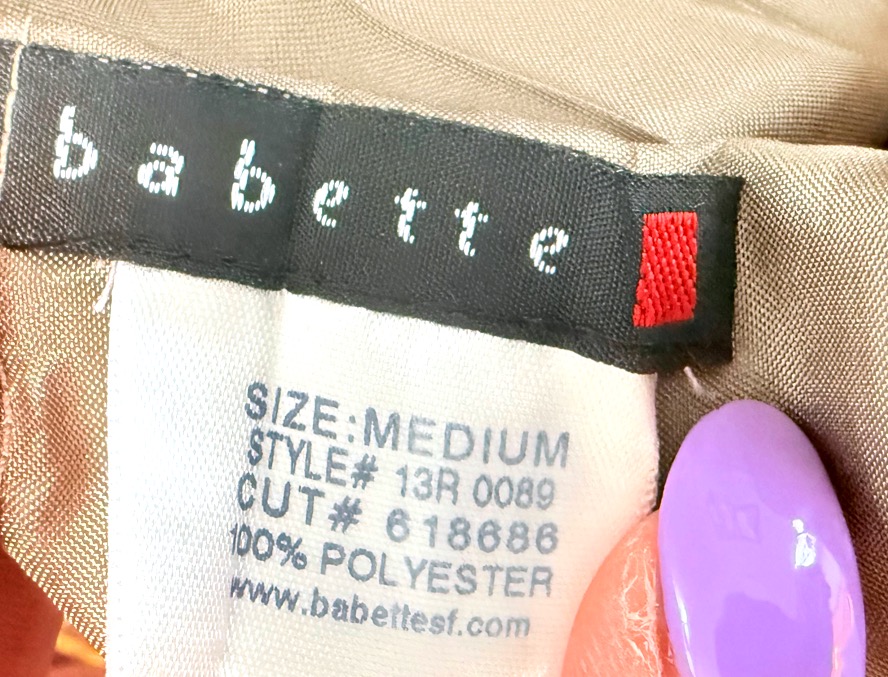 babette
SIZE:MEDIUM
STYLE# 13R 0089
CUT# 618686
100% POLYESTER
www.babettesf.com